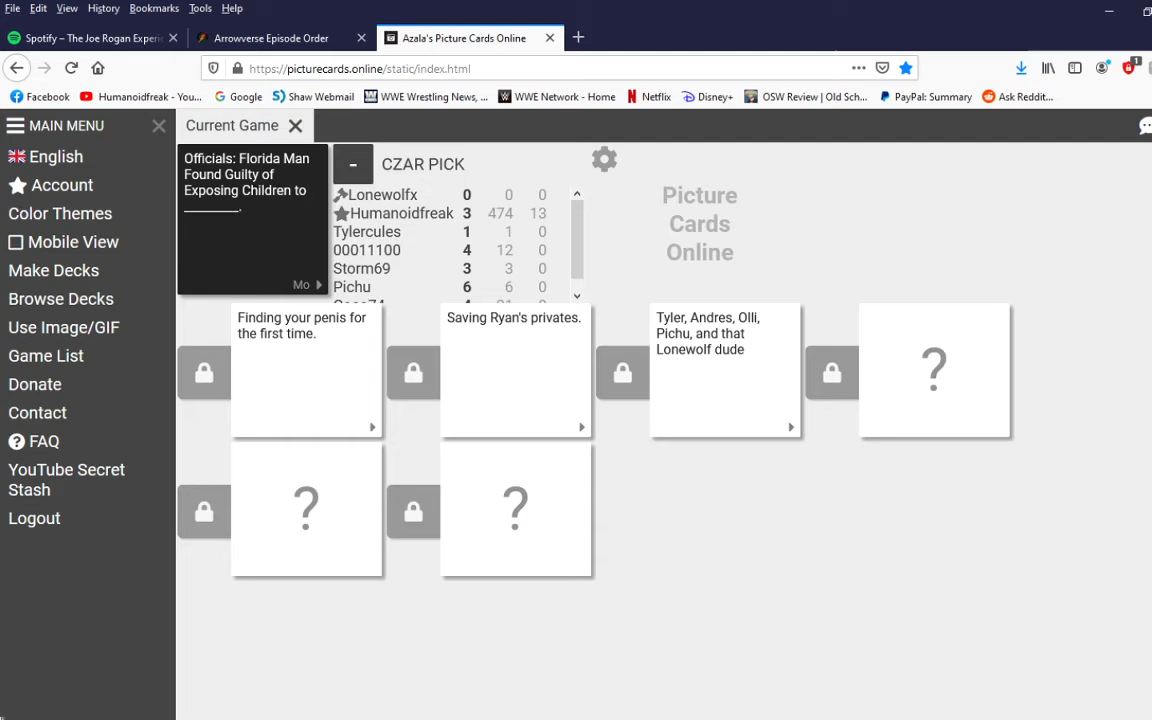 File Edit View History Bookmarks Tools Help
Spotify – The Joe Rogan Experi
Arrowverse Episode Order
Azala's Picture Cards Online
https://picturecards.online/static/index.html
Facebook
Humanoidfreak - You...
Google
Shaw Webmail
WWE Wrestling News, ...
WWE Network - Home
Netflix
Disney+
OSW Review | Old Sch...
PayPal: Summary
Ask Reddit...
1
MAIN MENU
English
Account
Color Themes
Mobile View
Make Decks
Browse Decks
Use Image/GIF
Game List
Donate
Contact
FAQ
YouTube Secret
Stash
Logout
Current Game
Officials: Florida Man
Found Guilty of
Exposing Children to
_________.
Mo
-
CZAR PICK
Lonewolfx 0 0 0
Humanoidfreak 3 474 13
Tylercules 1 1 0
00011100 4 12 0
Storm69 3 3 0
Pichu 6 6 0
Picture
Cards
Online
Finding your penis for
the first time.
Saving Ryan's privates.
Tyler, Andres, Olli,
Pichu, and that
Lonewolf dude
?
?
?